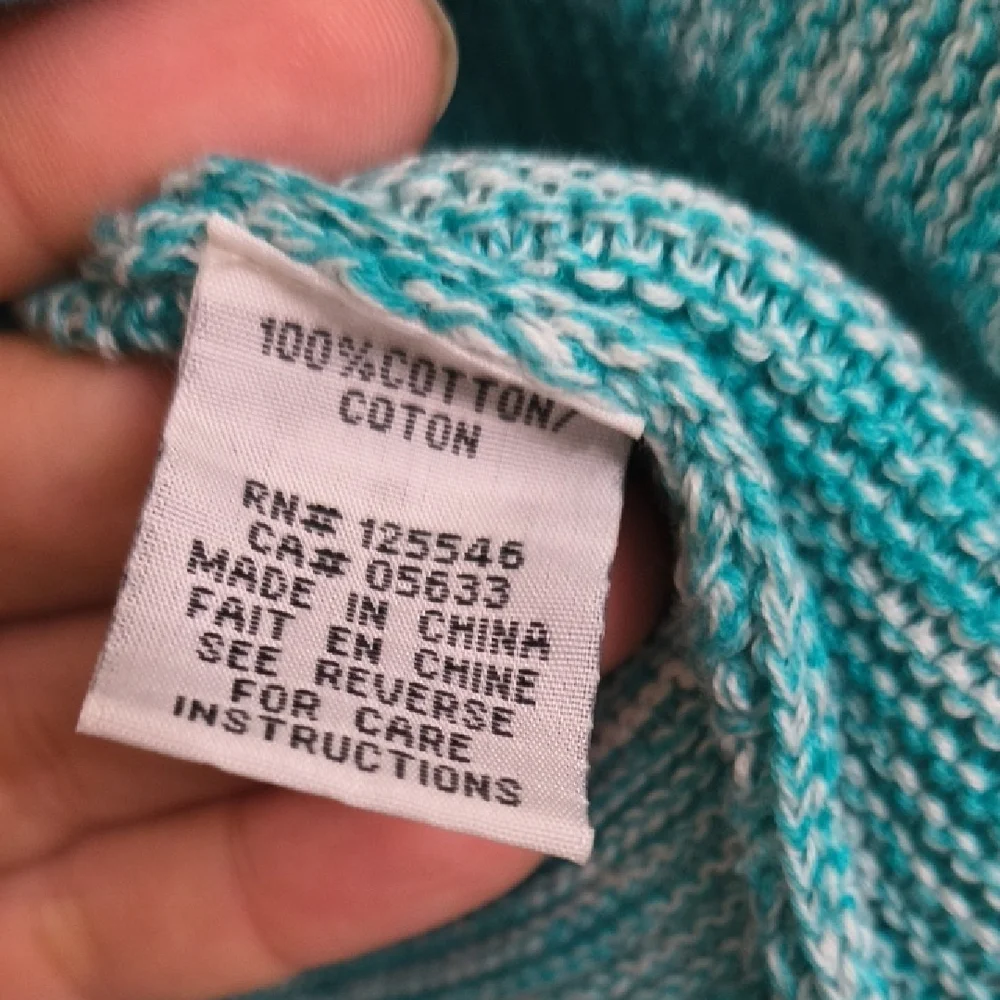 100%COTTON/
COTON
RN# 125546
CA# 05633
MADE IN CHINA
FAIT EN CHINE
SEE REVERSE
FOR CARE
INSTRUCTIONS